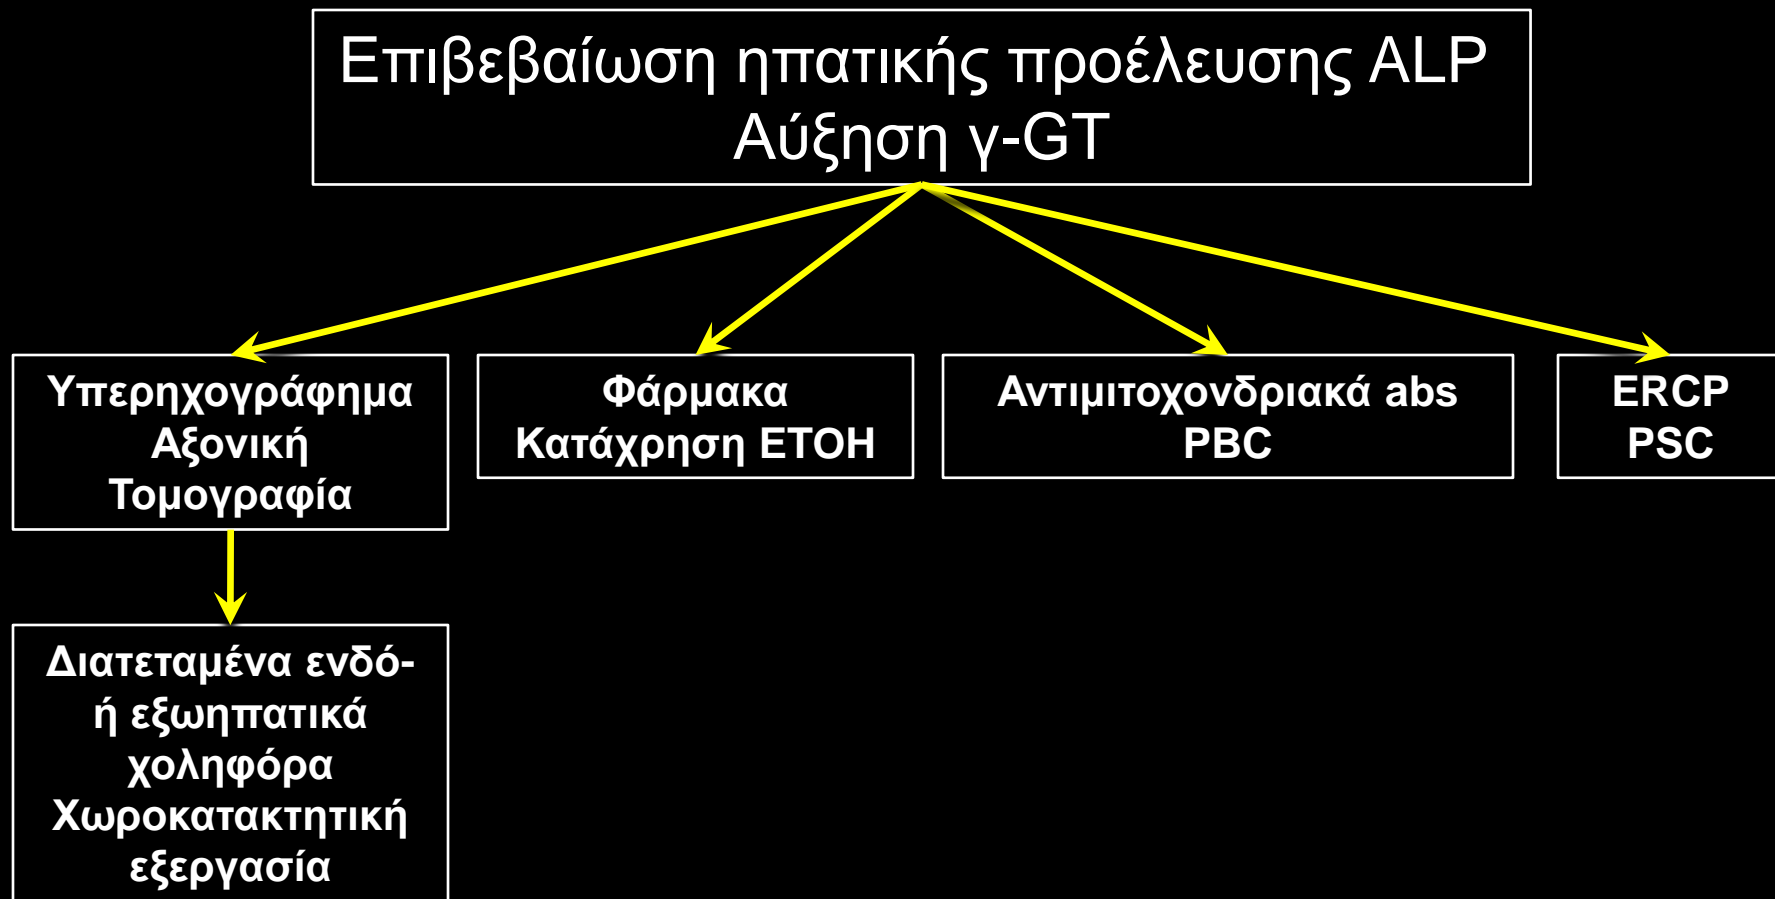 Επιβεβαίωση ηπατικής προέλευσης ALP
Αύξηση γ-GT
Υπερηχογράφημα
Αξονική
Τομογραφία
Φάρμακα
Κατάχρηση ETOH
Αντιμιτοχονδριακά abs
PBC
ERCP
PSC
Διατεταμένα ενδό-
ή εξωηπατικά
χοληφόρα
Χωροκατακτητική
εξεργασία